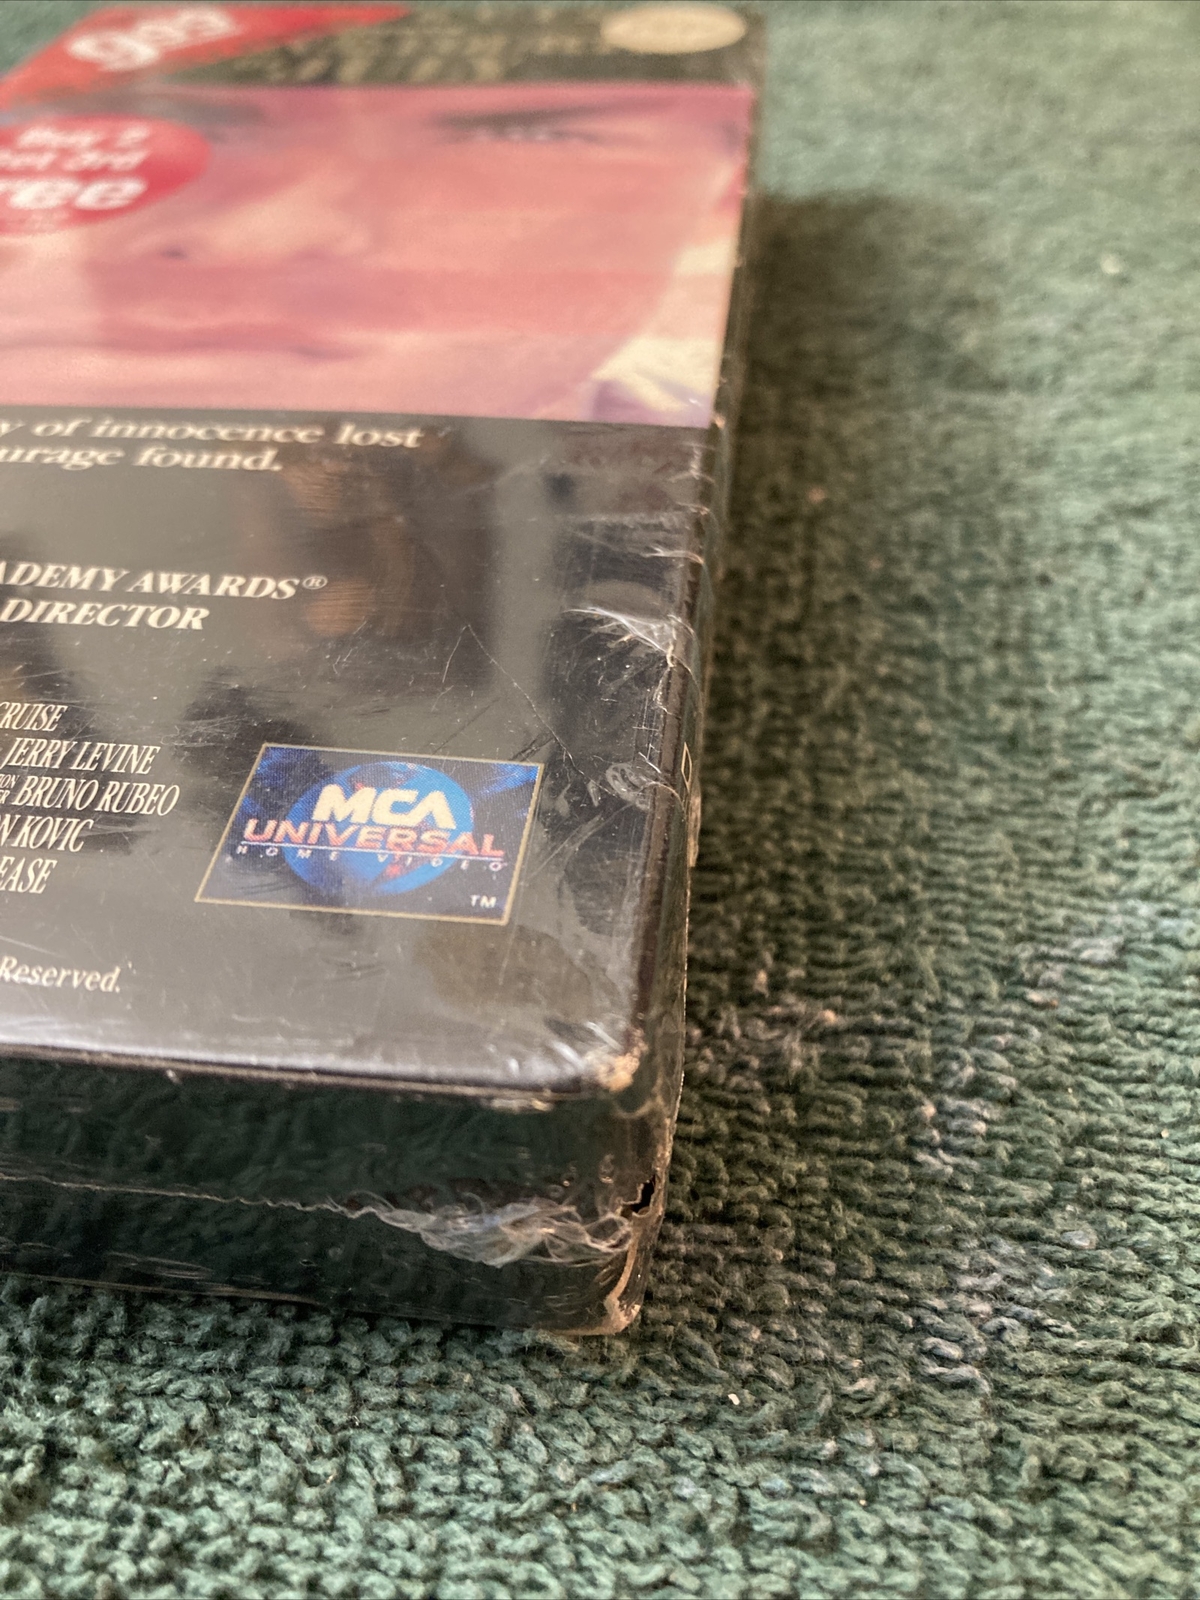 Buy 2
get 3rd
ree
y of innocence lost
urage found.
ADEMY AWARDS®
DIRECTOR
CRUISE
JERRY LEVINE
BRUNO RUBEO
N KOVIC
EASE
MCA
UNIVERSAL
HOME VIDEO
TM
Reserved.